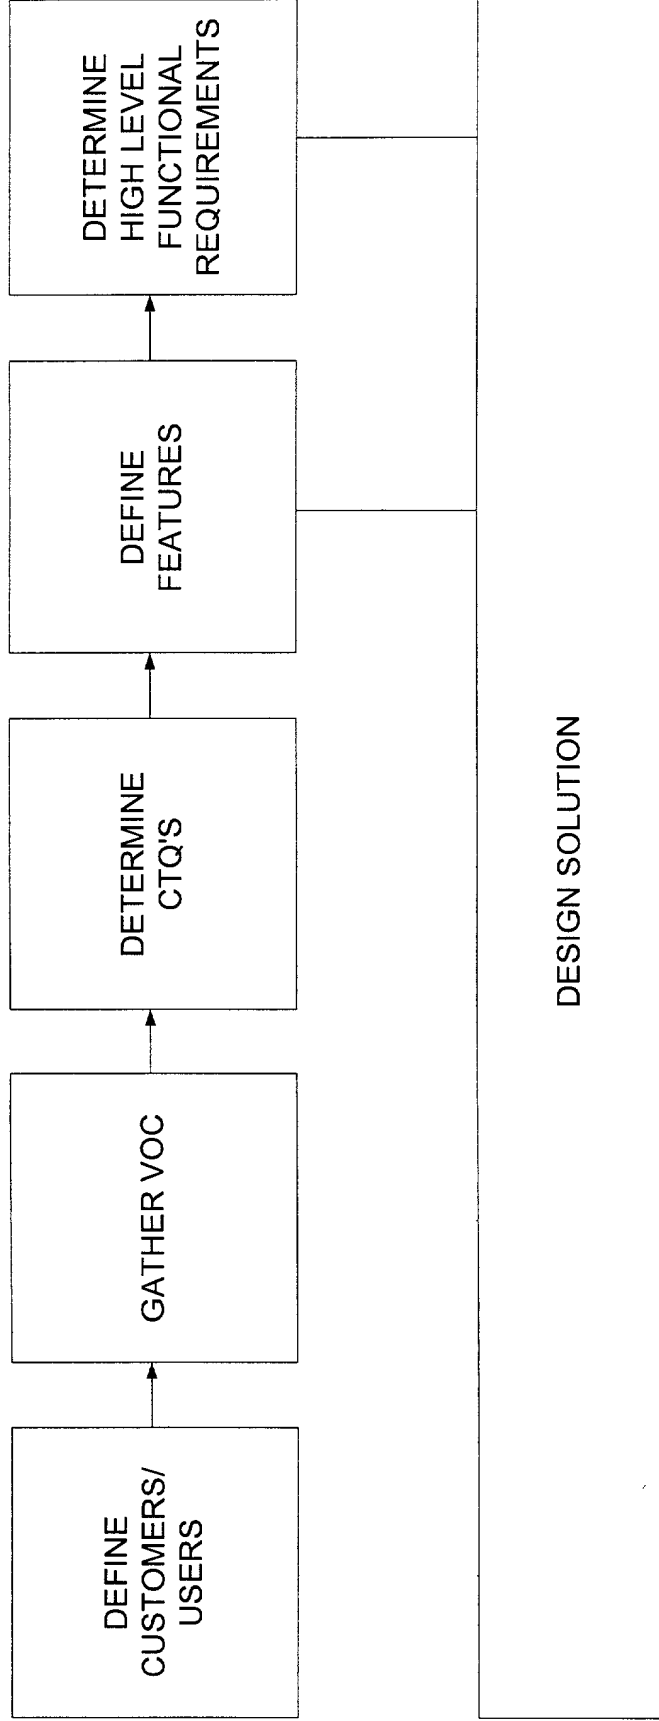 DEFINE
CUSTOMERS/
USERS
GATHER VOC
DETERMINE
CTQ'S
DEFINE
FEATURES
DETERMINE
HIGH LEVEL
FUNCTIONAL
REQUIREMENTS
DESIGN SOLUTION